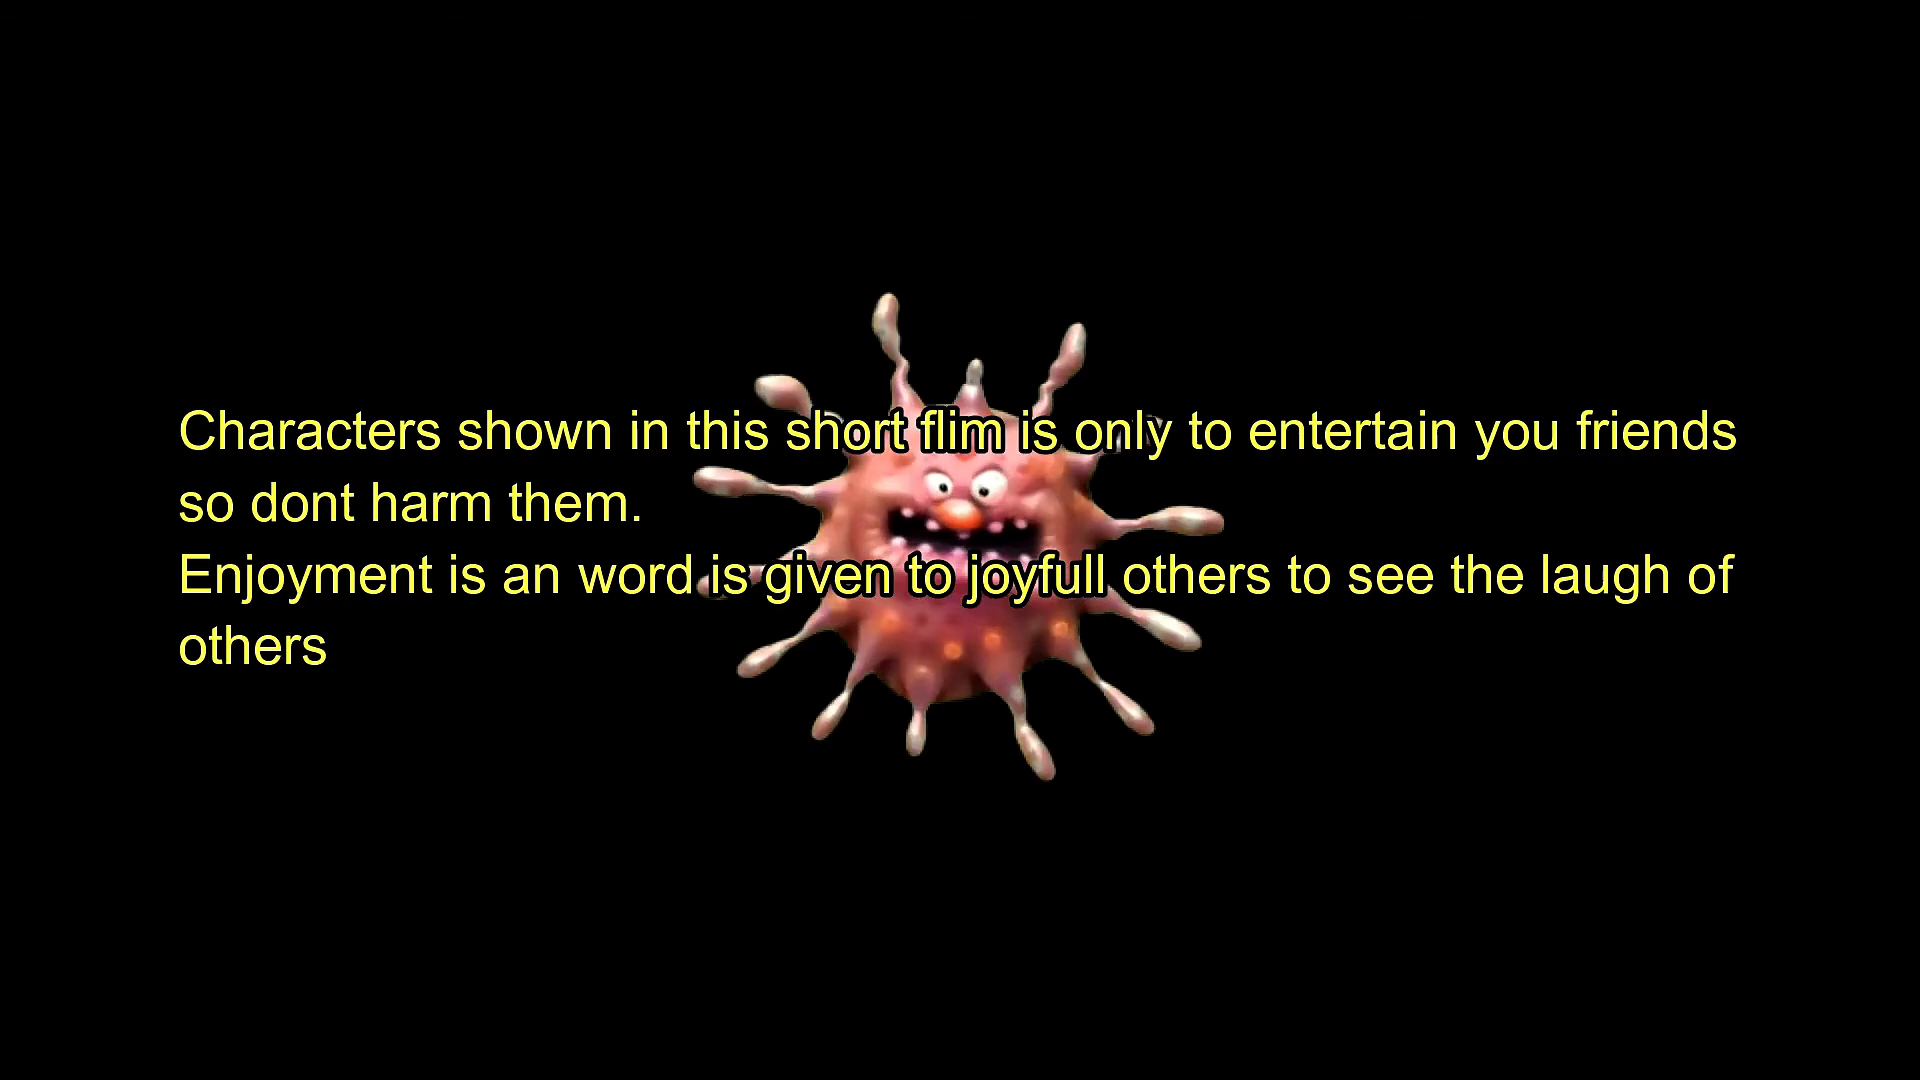 Characters shown in this short flim is only to entertain you friends
so dont harm them.
Enjoyment is an word is given to joyfull others to see the laugh of
others